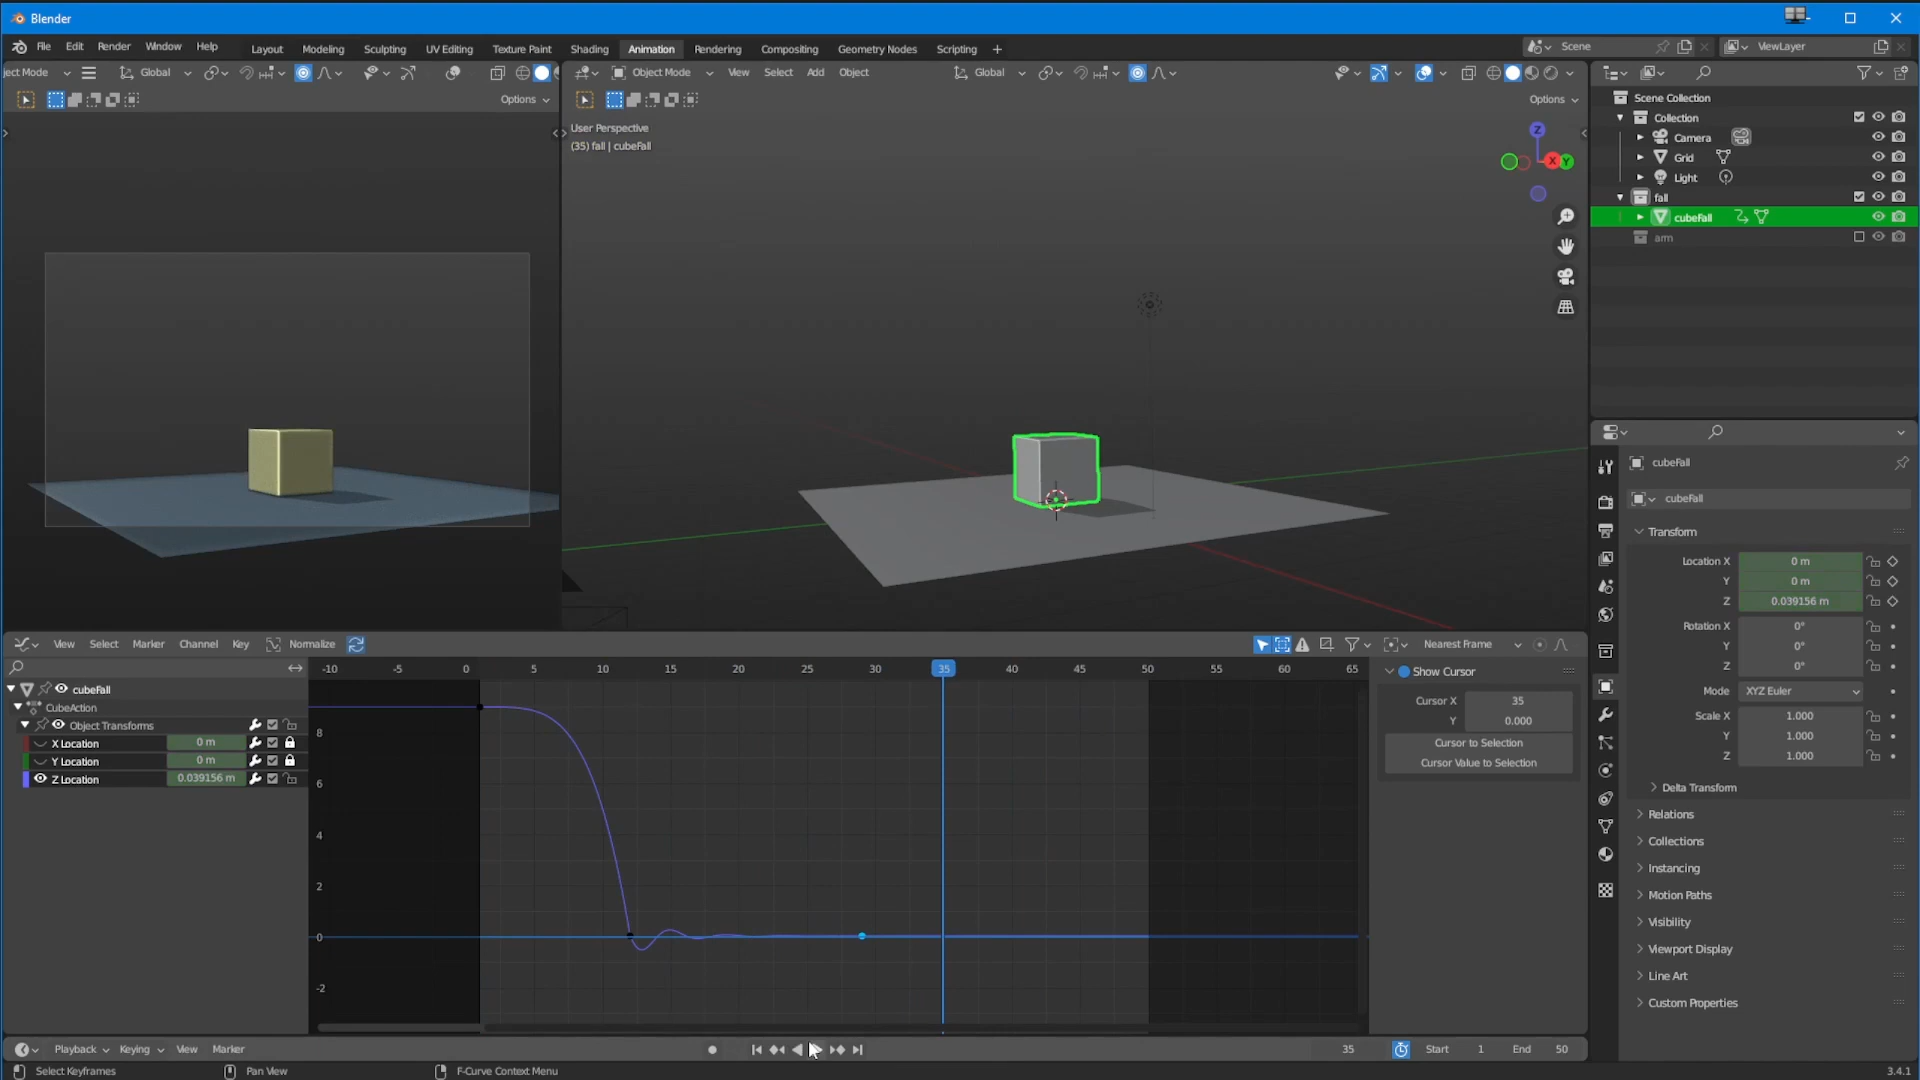 Blender
File Edit Render Window Help Layout Modeling Sculpting UV Editing Texture Paint Shading Animation Rendering Compositing Geometry Nodes Scripting + Scene ViewLayer
ject Mode Global Object Mode View Select Add Object Global
Options Options
User Perspective
(35) fall | cubeFall
Z
X Y
Scene Collection
Collection
Camera
Grid
Light
fall
cubeFall
arm
cubeFall
cubeFall
Transform
Location X 0 m
Y 0 m
Z 0.039156 m
Rotation X 0°
Y 0°
Z 0°
Mode XYZ Euler
Scale X 1.000
Y 1.000
Z 1.000
Delta Transform
Relations
Collections
Instancing
Motion Paths
Visibility
Viewport Display
Line Art
Custom Properties
View Select Marker Channel Key Normalize Nearest Frame
-10 -5 0 5 10 15 20 25 30 35 40 45 50 55 60 65
cubeFall
CubeAction
Object Transforms
X Location 0 m
Y Location 0 m
Z Location 0.039156 m
8
6
4
2
0
-2
Show Cursor
Cursor X 35
Y 0.000
Cursor to Selection
Cursor Value to Selection
Playback Keying View Marker 35 Start 1 End 50
Select Keyframes Pan View F-Curve Context Menu 3.4.1